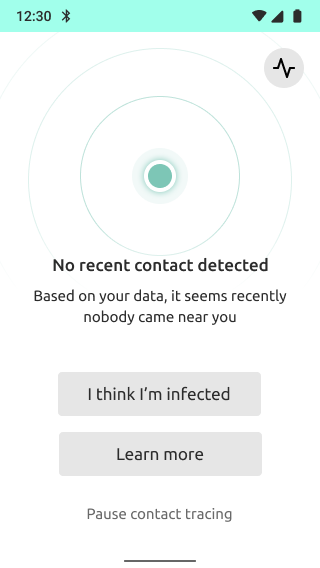 12:30
No recent contact detected
Based on your data, it seems recently
nobody came near you
I think I’m infected
Learn more
Pause contact tracing